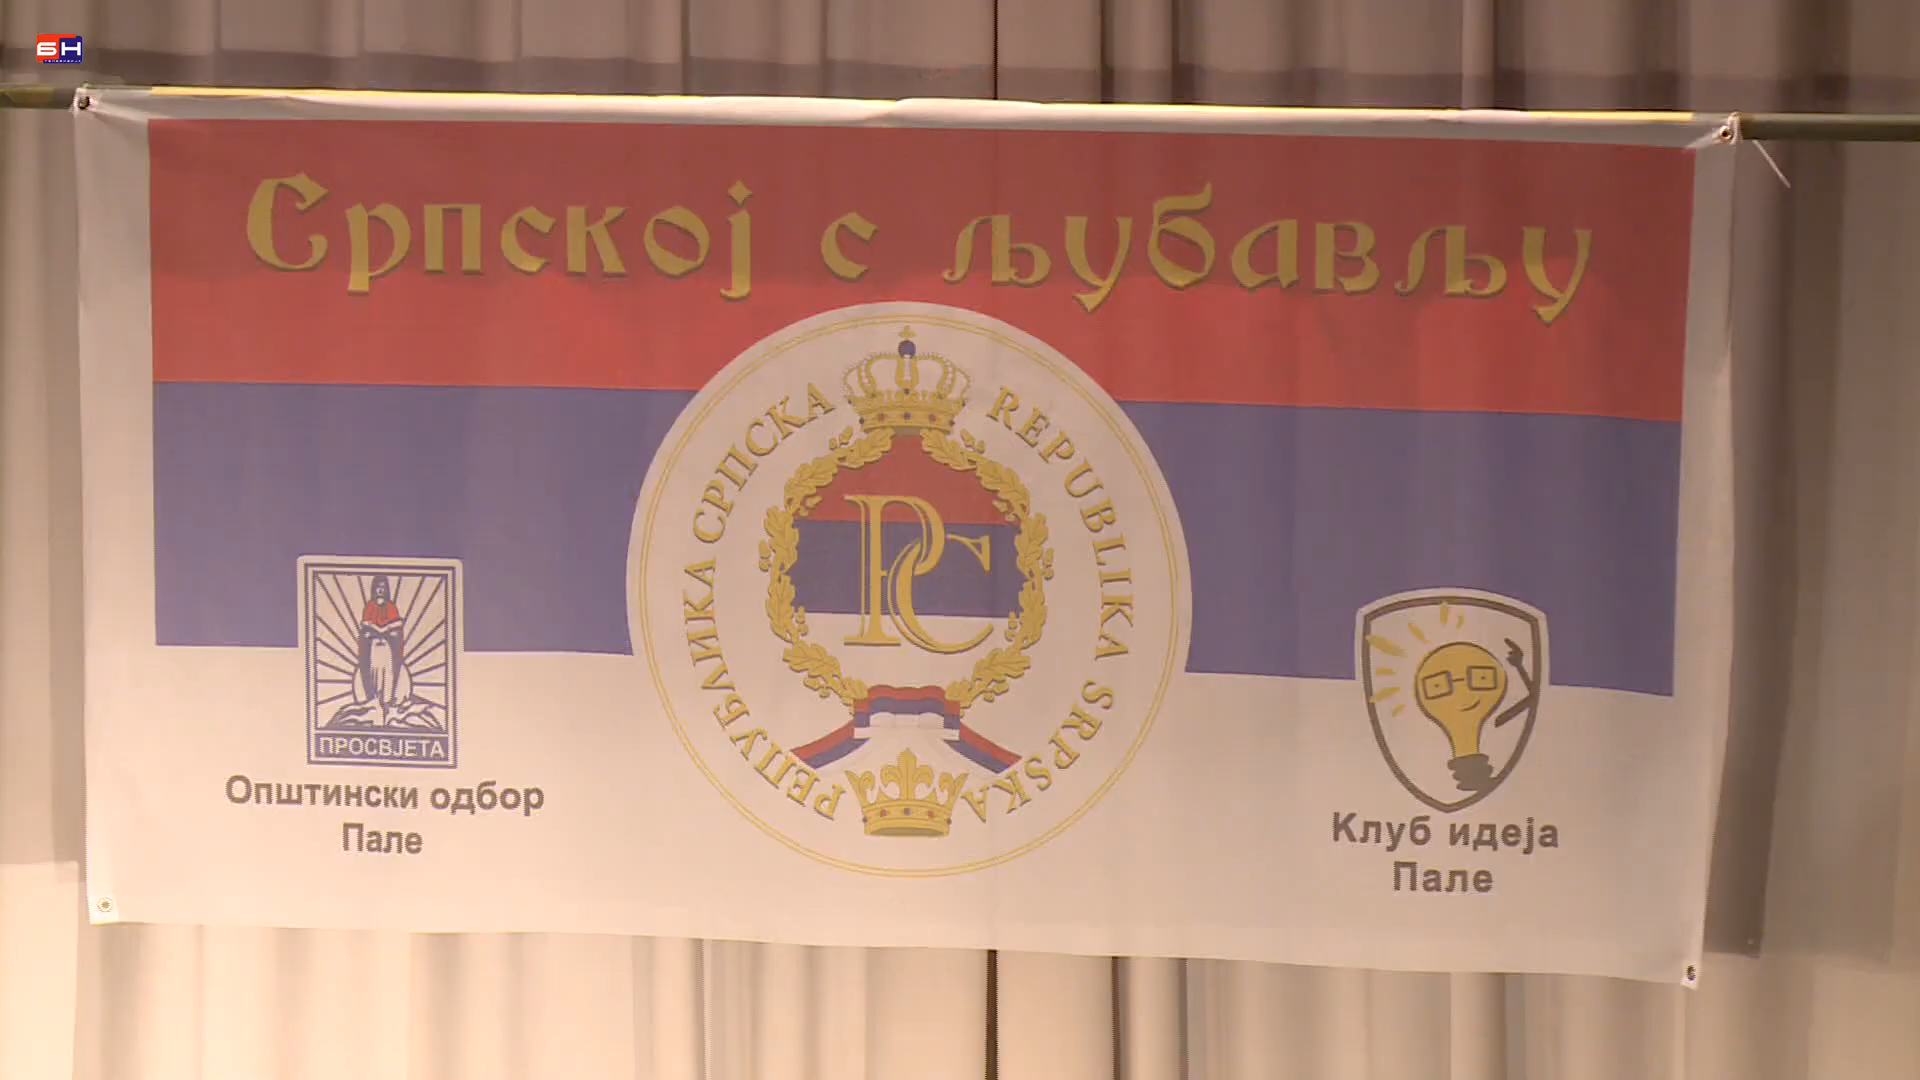 БН
Српској с љубављу
РЕПУБЛИКА СРПСКА
REPUBLIKA SRPSKA
РС
ПРОСВЈЕТА
Општински одбор
Пале
Клуб идеја
Пале